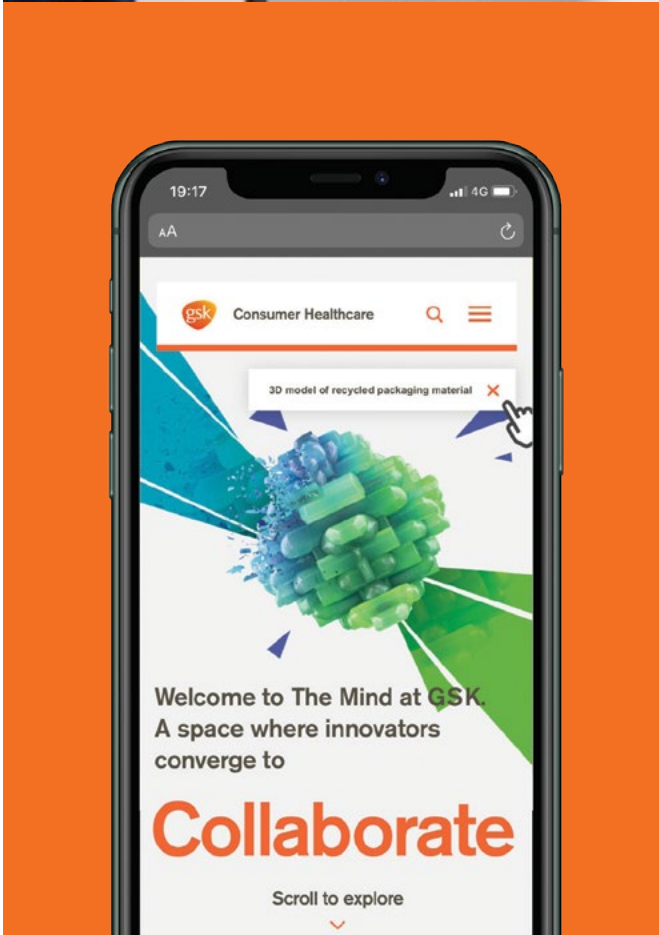 19:17
4G
AA
gsk
Consumer Healthcare
3D model of recycled packaging material
Welcome to The Mind at GSK.
A space where innovators
converge to
Collaborate
Scroll to explore